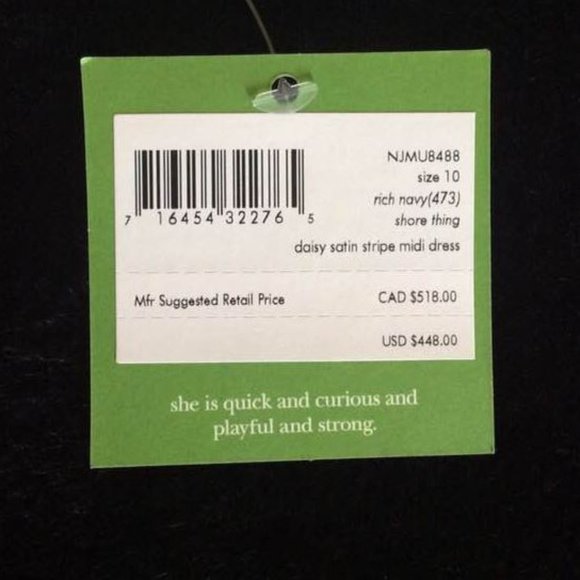 NJMU8488
size 10
rich navy(473)
shore thing
7 16454 32276 5
daisy satin stripe midi dress
Mfr Suggested Retail Price CAD $518.00
USD $448.00
she is quick and curious and
playful and strong.